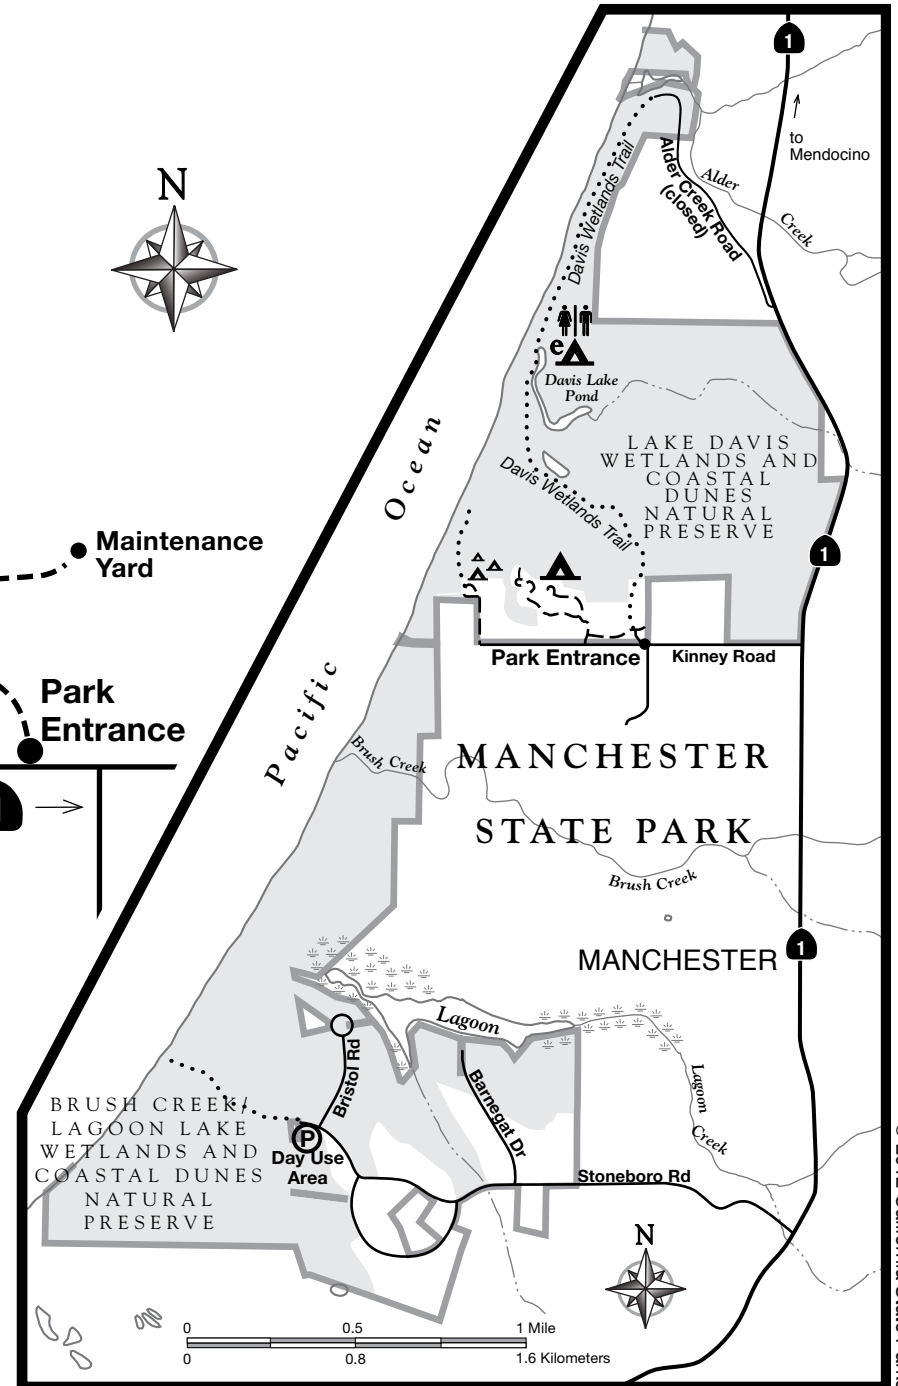 1
to
Mendocino
N
Davis Wetlands Trail
Alder Creek Road
(closed)
Alder
Creek
e
Davis Lake
Pond
Ocean
LAKE DAVIS
WETLANDS AND
COASTAL
DUNES
NATURAL
PRESERVE
Davis Wetlands Trail
Maintenance
Yard
1
Park Entrance
Kinney Road
Park
Entrance
Pacific
Brush Creek
MANCHESTER
STATE PARK
Brush Creek
MANCHESTER
1
Lagoon
Bristol Rd
Barnegat Dr
Lagoon
Creek
BRUSH CREEK/
LAGOON LAKE
WETLANDS AND
COASTAL DUNES
NATURAL
PRESERVE
P
Day Use
Area
Stoneboro Rd
N
0 0.5 1 Mile
0 0.8 1.6 Kilometers